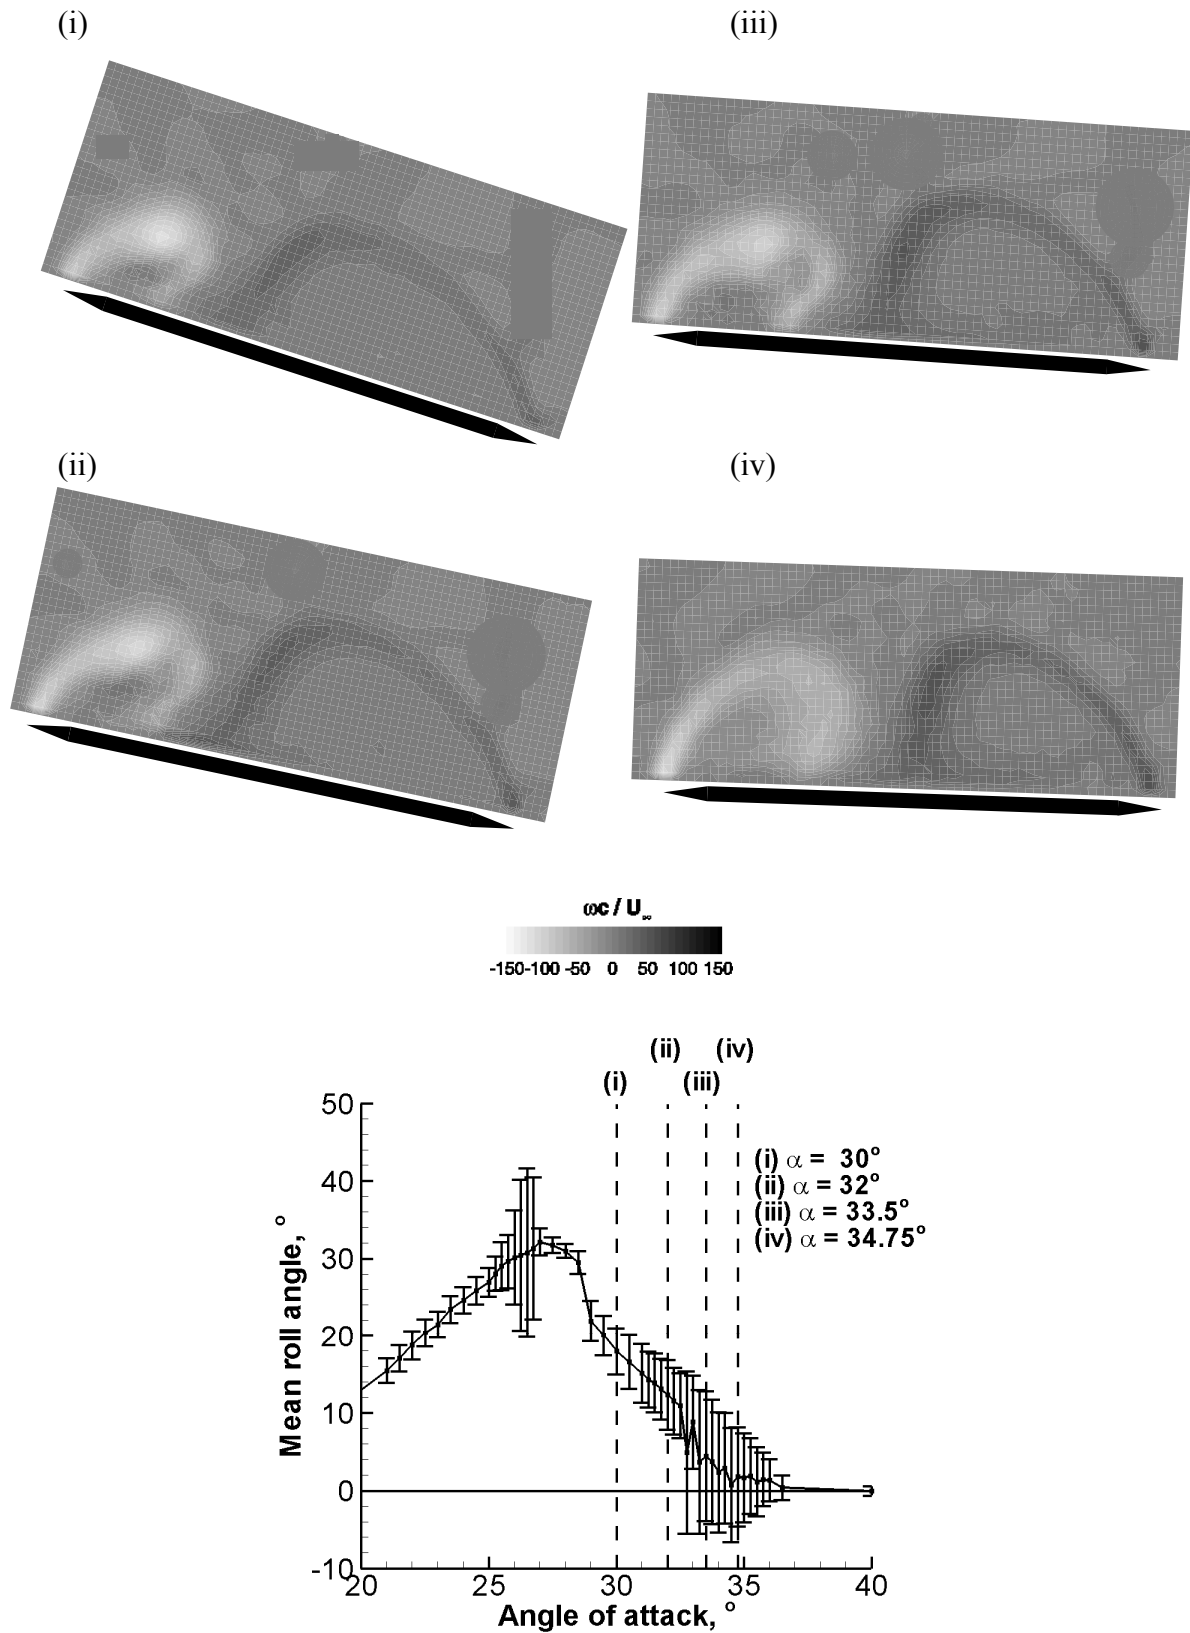 (i) (iii)
(ii) (iv)
ωc / U∞
-150 -100 -50 0 50 100 150
(ii) (iv)
(i) (iii)
50
40
30
20
10
0
-10
Mean roll angle, °
(i) α = 30°
(ii) α = 32°
(iii) α = 33.5°
(iv) α = 34.75°
20 25 30 35 40
Angle of attack, °